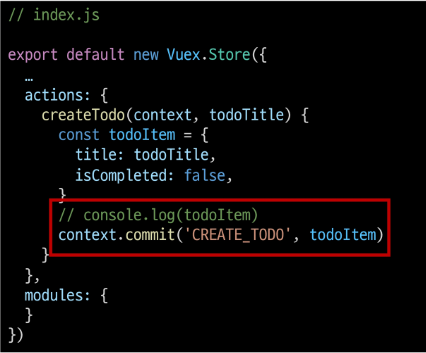 // index.js
export default new Vuex.Store({
…
actions: {
createTodo(context, todoTitle) {
const todoItem = {
title: todoTitle,
isCompleted: false,
}
// console.log(todoItem)
context.commit('CREATE_TODO', todoItem)
}
},
modules: {
}
})